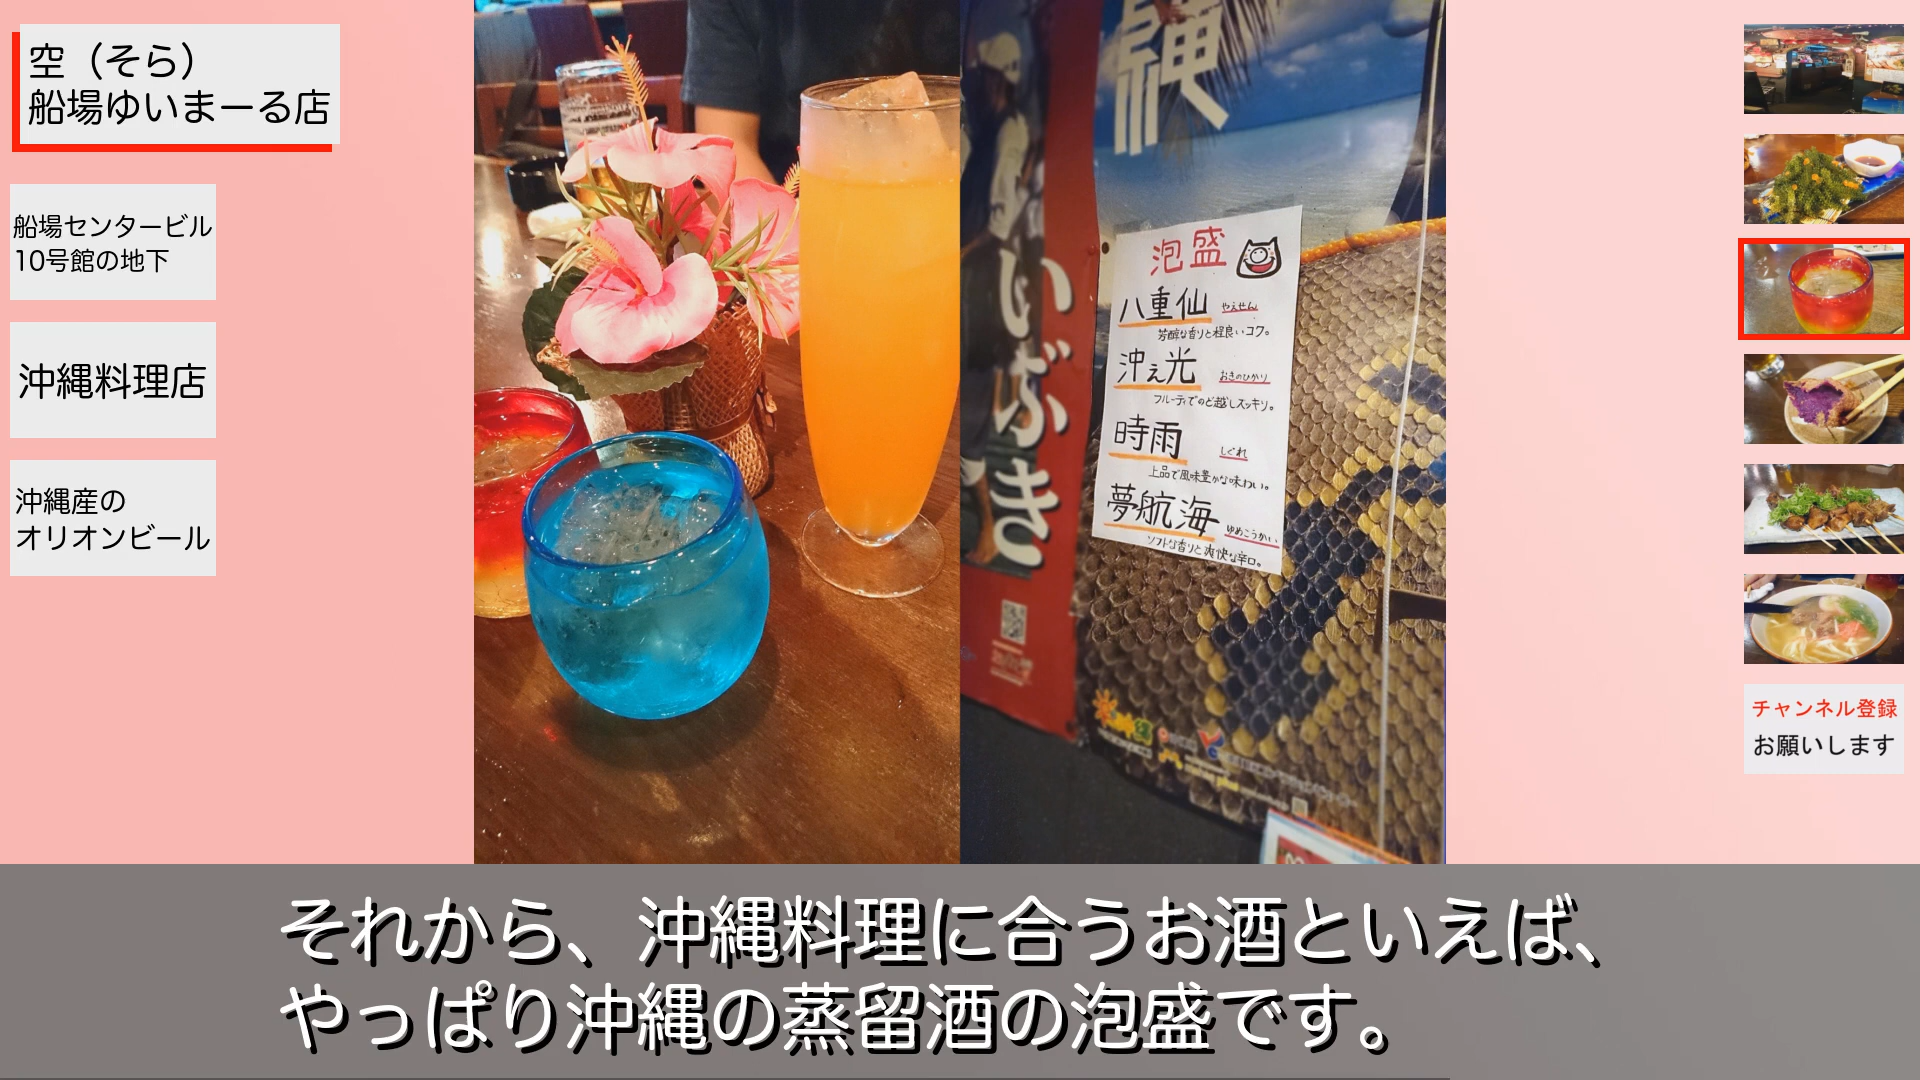 空（そら）
船場ゆいまーる店
船場センタービル
10号館の地下
沖縄料理店
沖縄産の
オリオンビール
縄
いぶき
泡盛
八重仙 やえせん
芳醇な香りと程良いコク。
沖え光 おきのひかり
フルーティでのど越しスッキリ。
時雨 しぐれ
上品で風味豊かな味わい。
夢航海 ゆめこうかい
ソフトな香りと爽快な辛口。
チャンネル登録
お願いします
それから、沖縄料理に合うお酒といえば、
やっぱり沖縄の蒸留酒の泡盛です。